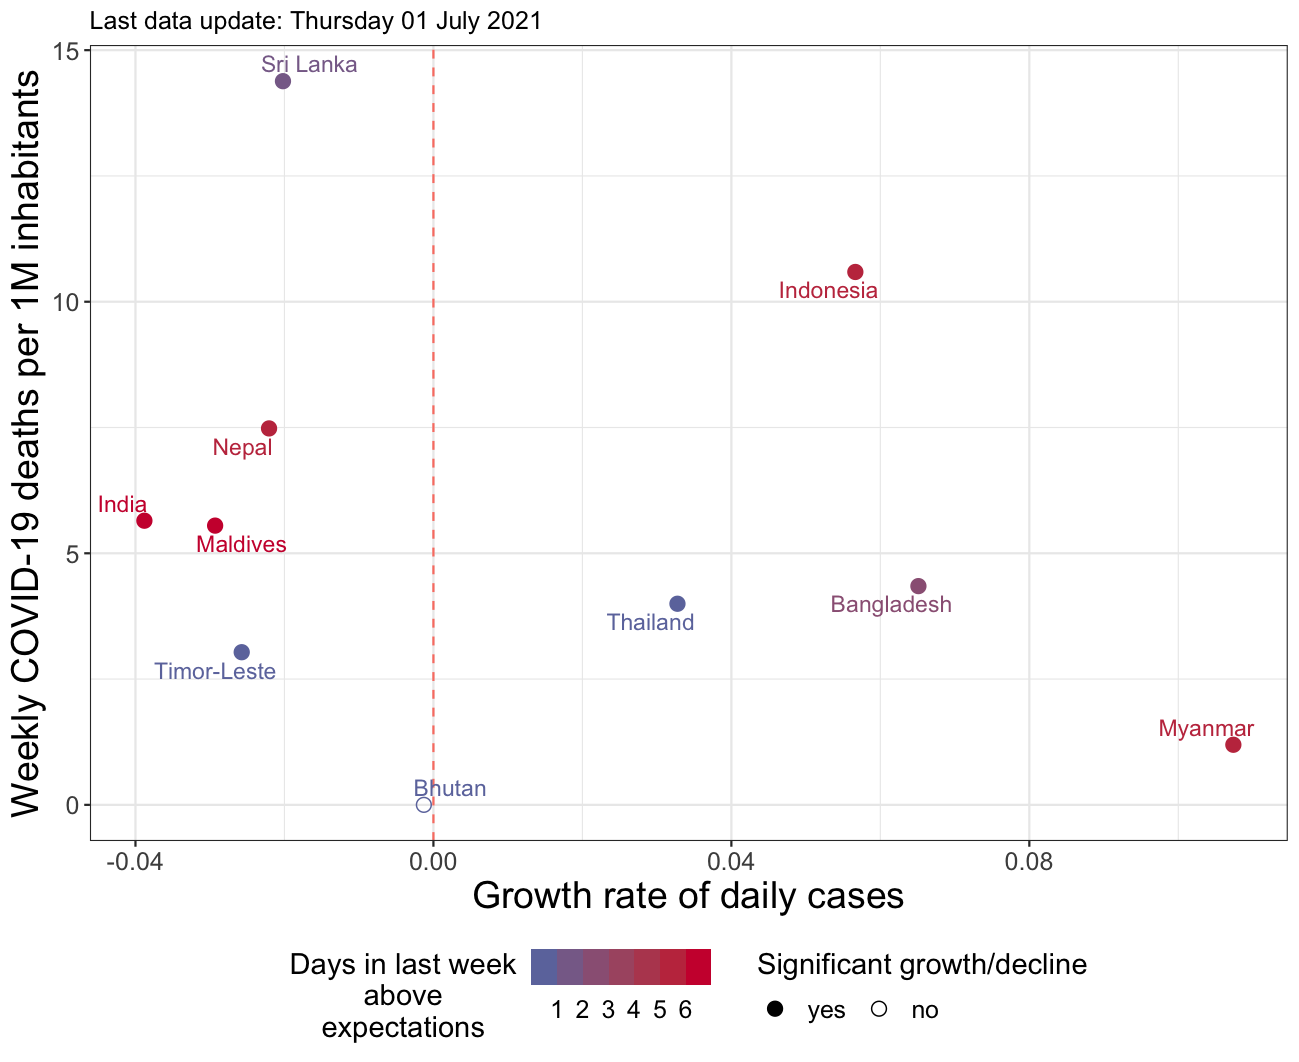 Last data update: Thursday 01 July 2021
Weekly COVID-19 deaths per 1M inhabitants
15
10
5
0
Sri Lanka
Indonesia
Nepal
India
Maldives
Bangladesh
Thailand
Timor-Leste
Myanmar
Bhutan
-0.04 0.00 0.04 0.08
Growth rate of daily cases
Days in last week
above
expectations
1 2 3 4 5 6
Significant growth/decline
yes no